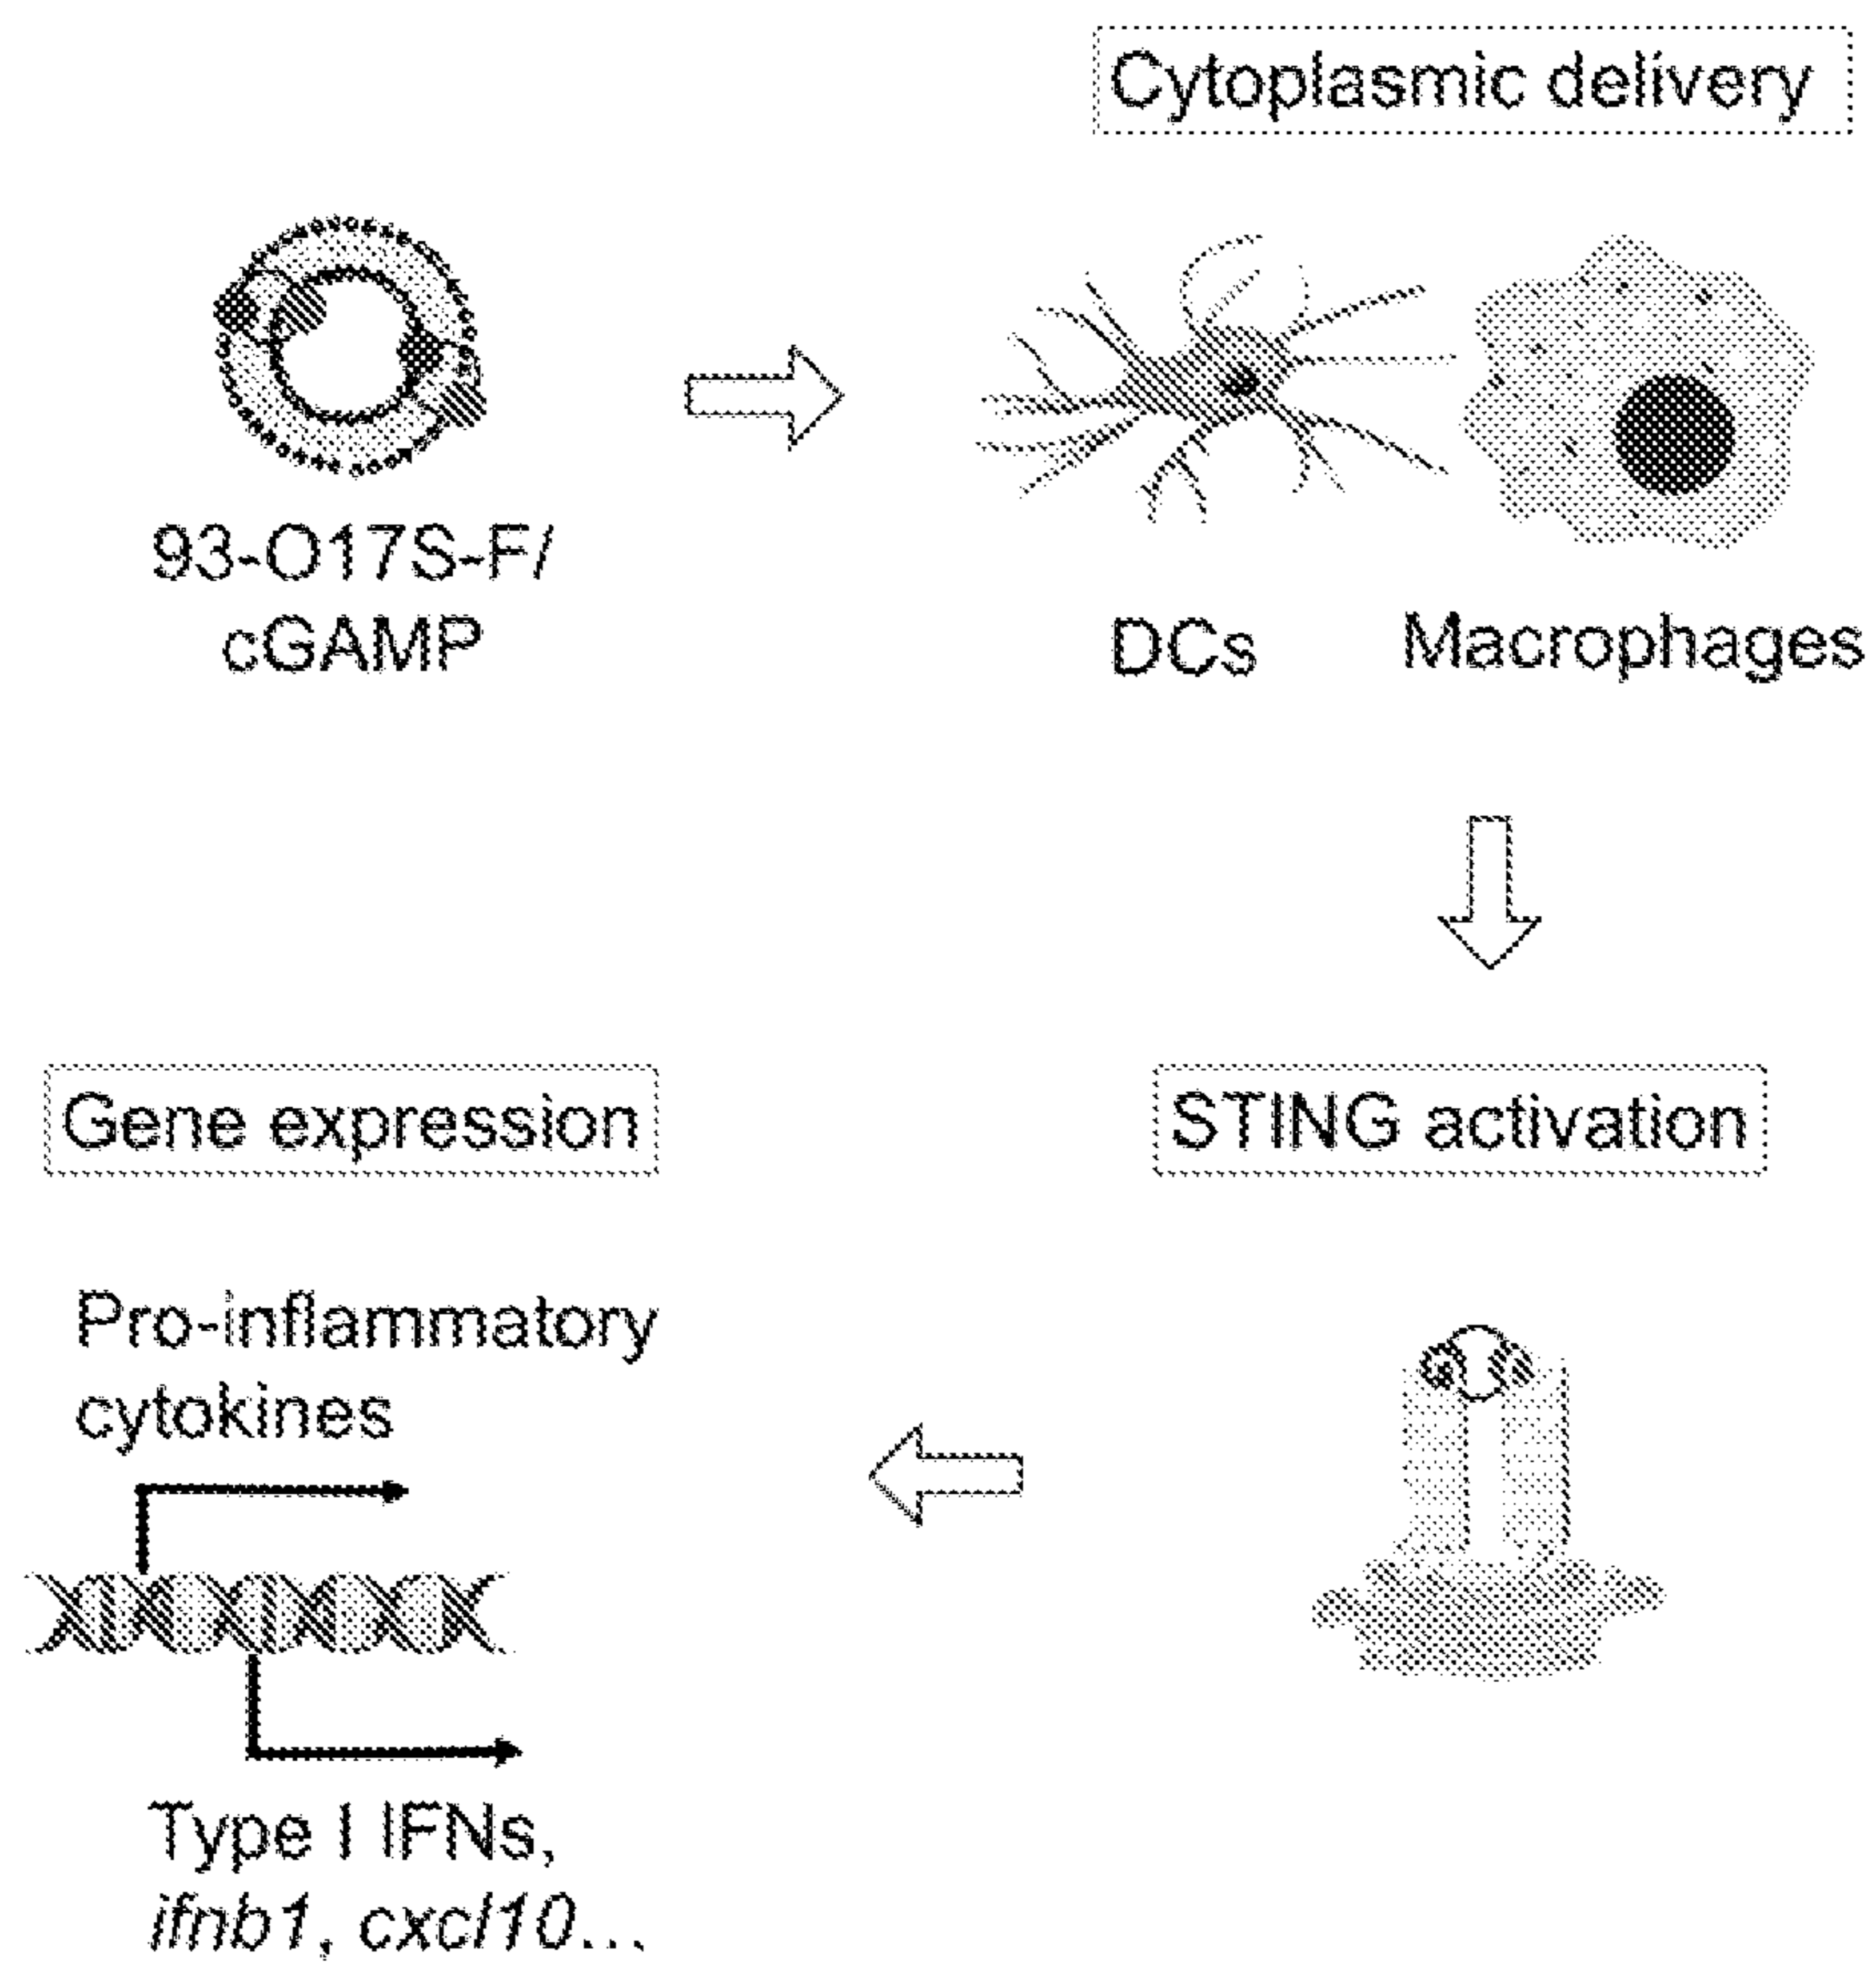 Cytoplasmic delivery
93-O17S-F/
cGAMP
DCs
Macrophages
Gene expression
STING activation
Pro-inflammatory
cytokines
Type I IFNs,
ifnb1, cxcl10...